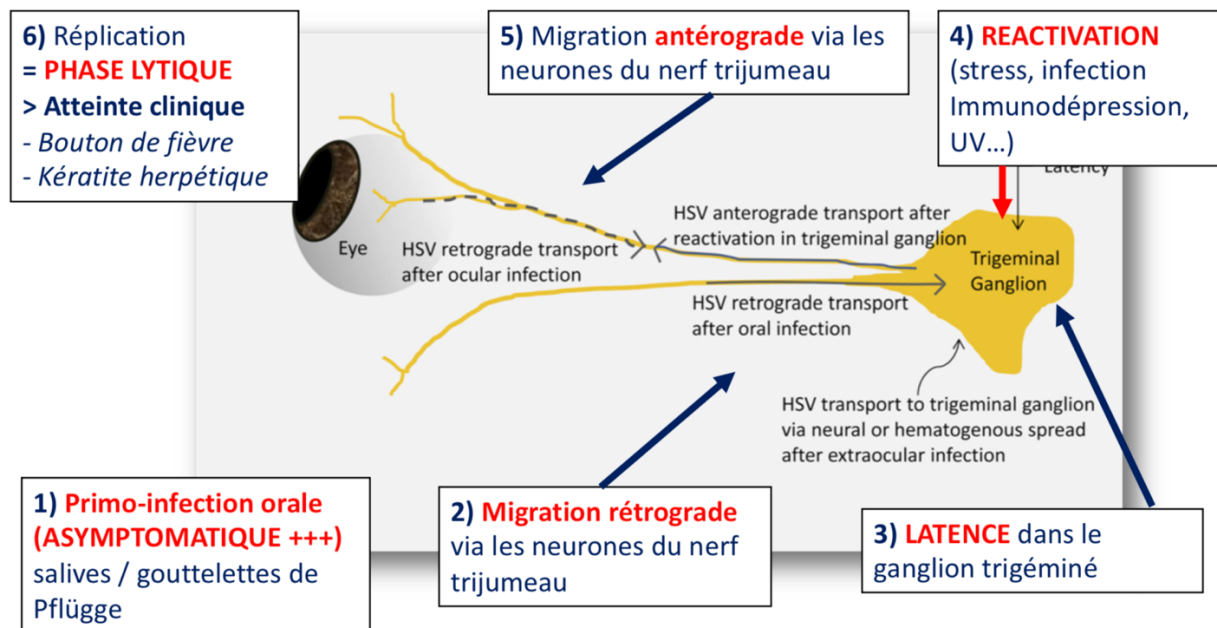 6) Réplication
= PHASE LYTIQUE
> Atteinte clinique
- Bouton de fièvre
- Kératite herpétique
5) Migration antérograde via les
neurones du nerf trijumeau
4) REACTIVATION
(stress, infection
Immunodépression,
UV...)
Latency
Eye
HSV retrograde transport
after ocular infection
HSV anterograde transport after
reactivation in trigeminal ganglion
Trigeminal
Ganglion
HSV retrograde transport
after oral infection
HSV transport to trigeminal ganglion
via neural or hematogenous spread
after extraocular infection
1) Primo-infection orale
(ASYMPTOMATIQUE +++)
salives / gouttelettes de
Pflügge
2) Migration rétrograde
via les neurones du nerf
trijumeau
3) LATENCE dans le
ganglion trigéminé